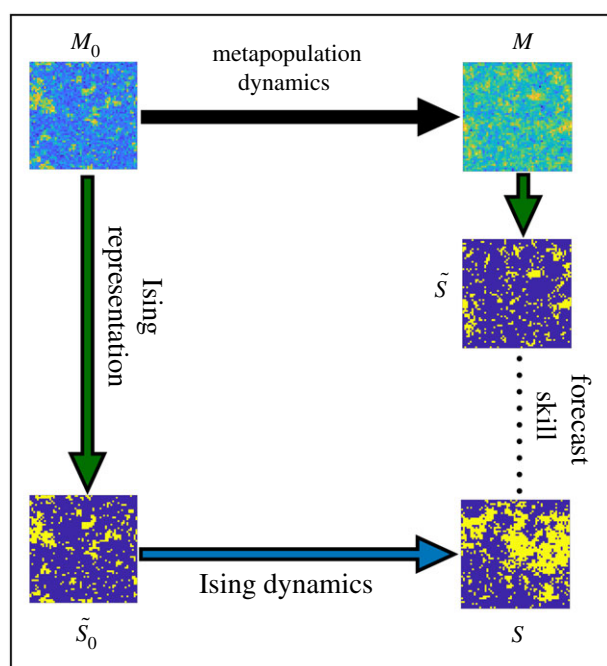 M₀
metapopulation
dynamics
M
Ising
representation
S̃
forecast
skill
Ising dynamics
S̃₀
S